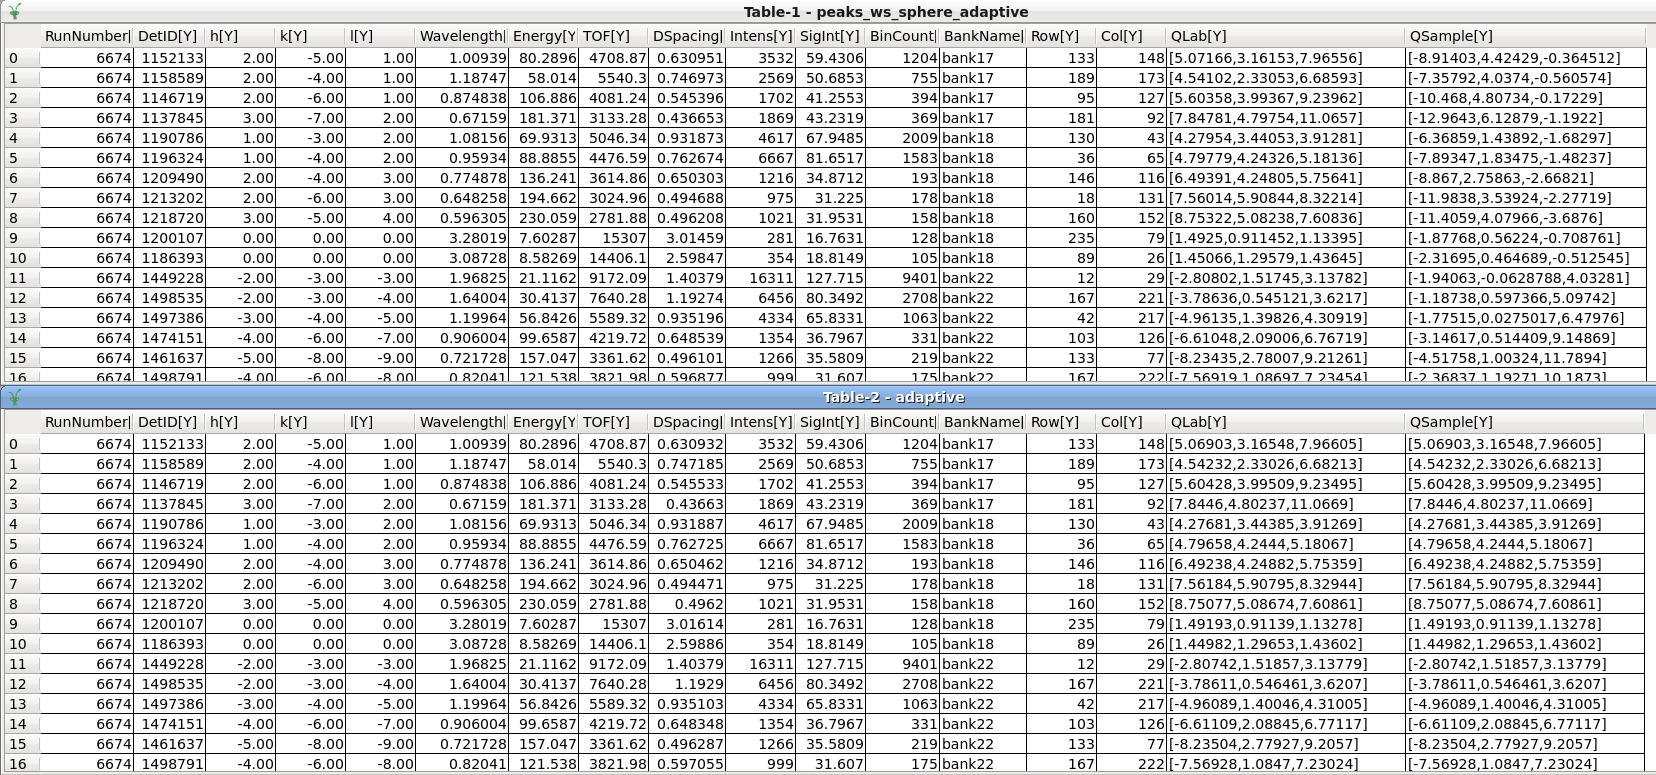 Table-1 - peaks_ws_sphere_adaptive
RunNumber| DetID[Y] h[Y] k[Y] l[Y] Wavelength| Energy[Y TOF[Y] DSpacing[ Intens[Y] SigInt[Y] BinCount[ BankName| Row[Y] Col[Y] QLab[Y] QSample[Y]
0 6674 1152133 2.00 -5.00 1.00 1.00939 80.2896 4708.87 0.630951 3532 59.4306 1204 bank17 133 148 [5.07166,3.16153,7.96556] [-8.91403,4.42429,-0.364512]
1 6674 1158589 2.00 -4.00 1.00 1.18747 58.014 5540.3 0.746973 2569 50.6853 755 bank17 189 173 [4.54102,2.33053,6.68593] [-7.35792,4.0374,-0.560574]
2 6674 1146719 2.00 -6.00 1.00 0.874838 106.886 4081.24 0.545396 1702 41.2553 394 bank17 95 127 [5.60358,3.99367,9.23962] [-10.468,4.80734,-0.17229]
3 6674 1137845 3.00 -7.00 2.00 0.67159 181.371 3133.28 0.436653 1869 43.2319 369 bank17 181 92 [7.84781,4.79754,11.0657] [-12.9643,6.12879,-1.1922]
4 6674 1190786 1.00 -3.00 2.00 1.08156 69.9313 5046.34 0.931873 4617 67.9485 2009 bank18 130 43 [4.27954,3.44053,3.91281] [-6.36859,1.43892,-1.68297]
5 6674 1196324 1.00 -4.00 2.00 0.95934 88.8855 4476.59 0.762674 6667 81.6517 1583 bank18 36 65 [4.79779,4.24326,5.18136] [-7.89347,1.83475,-1.48237]
6 6674 1209490 2.00 -4.00 3.00 0.774878 136.241 3614.86 0.650303 1216 34.8712 193 bank18 146 116 [6.49391,4.24805,5.75641] [-8.867,2.75863,-2.66821]
7 6674 1213202 2.00 -6.00 3.00 0.648258 194.662 3024.96 0.494688 975 31.225 178 bank18 18 131 [7.56014,5.90844,8.32214] [-11.9838,3.53924,-2.27719]
8 6674 1218720 3.00 -5.00 4.00 0.596305 230.059 2781.88 0.496208 1021 31.9531 158 bank18 160 152 [8.75322,5.08238,7.60836] [-11.4059,4.07966,-3.6876]
9 6674 1200107 0.00 0.00 0.00 3.28019 7.60287 15307 3.01459 281 16.7631 128 bank18 235 79 [1.4925,0.911452,1.13395] [-1.87768,0.56224,-0.708761]
10 6674 1186393 0.00 0.00 0.00 3.08728 8.58269 14406.1 2.59847 354 18.8149 105 bank18 89 26 [1.45066,1.29579,1.43645] [-2.31695,0.464689,-0.512545]
11 6674 1449228 -2.00 -3.00 -3.00 1.96825 21.1162 9172.09 1.40379 16311 127.715 9401 bank22 12 29 [-2.80802,1.51745,3.13782] [-1.94063,-0.0628788,4.03281]
12 6674 1498535 -2.00 -3.00 -4.00 1.64004 30.4137 7640.28 1.19274 6456 80.3492 2708 bank22 167 221 [-3.78636,0.545121,3.6217] [-1.18738,0.597366,5.09742]
13 6674 1497386 -3.00 -4.00 -5.00 1.19964 56.8426 5589.32 0.935196 4334 65.8331 1063 bank22 42 217 [-4.96135,1.39826,4.30919] [-1.77515,0.0275017,6.47976]
14 6674 1474151 -4.00 -6.00 -7.00 0.906004 99.6587 4219.72 0.648539 1354 36.7967 331 bank22 103 126 [-6.61048,2.09006,6.76719] [-3.14617,0.514409,9.14869]
15 6674 1461637 -5.00 -8.00 -9.00 0.721728 157.047 3361.62 0.496101 1266 35.5809 219 bank22 133 77 [-8.23435,2.78007,9.21261] [-4.51758,1.00324,11.7894]
16 6674 1498791 -4.00 -6.00 -8.00 0.82041 121.538 3821.98 0.596877 999 31.607 175 bank22 167 222 [-7.56919,1.08697,7.23454] [-2.36837,1.19271,10.1873]
Table-2 - adaptive
RunNumber| DetID[Y] h[Y] k[Y] l[Y] Wavelength| Energy[Y TOF[Y] DSpacing[ Intens[Y] SigInt[Y] BinCount[ BankName| Row[Y] Col[Y] QLab[Y] QSample[Y]
0 6674 1152133 2.00 -5.00 1.00 1.00939 80.2896 4708.87 0.630932 3532 59.4306 1204 bank17 133 148 [5.06903,3.16548,7.96605] [5.06903,3.16548,7.96605]
1 6674 1158589 2.00 -4.00 1.00 1.18747 58.014 5540.3 0.747185 2569 50.6853 755 bank17 189 173 [4.54232,2.33026,6.68213] [4.54232,2.33026,6.68213]
2 6674 1146719 2.00 -6.00 1.00 0.874838 106.886 4081.24 0.545533 1702 41.2553 394 bank17 95 127 [5.60428,3.99509,9.23495] [5.60428,3.99509,9.23495]
3 6674 1137845 3.00 -7.00 2.00 0.67159 181.371 3133.28 0.43663 1869 43.2319 369 bank17 181 92 [7.8446,4.80237,11.0669] [7.8446,4.80237,11.0669]
4 6674 1190786 1.00 -3.00 2.00 1.08156 69.9313 5046.34 0.931887 4617 67.9485 2009 bank18 130 43 [4.27681,3.44385,3.91269] [4.27681,3.44385,3.91269]
5 6674 1196324 1.00 -4.00 2.00 0.95934 88.8855 4476.59 0.762725 6667 81.6517 1583 bank18 36 65 [4.79658,4.2444,5.18067] [4.79658,4.2444,5.18067]
6 6674 1209490 2.00 -4.00 3.00 0.774878 136.241 3614.86 0.650462 1216 34.8712 193 bank18 146 116 [6.49238,4.24882,5.75359] [6.49238,4.24882,5.75359]
7 6674 1213202 2.00 -6.00 3.00 0.648258 194.662 3024.96 0.494471 975 31.225 178 bank18 18 131 [7.56184,5.90795,8.32944] [7.56184,5.90795,8.32944]
8 6674 1218720 3.00 -5.00 4.00 0.596305 230.059 2781.88 0.4962 1021 31.9531 158 bank18 160 152 [8.75077,5.08674,7.60861] [8.75077,5.08674,7.60861]
9 6674 1200107 0.00 0.00 0.00 3.28019 7.60287 15307 3.01614 281 16.7631 128 bank18 235 79 [1.49193,0.91139,1.13278] [1.49193,0.91139,1.13278]
10 6674 1186393 0.00 0.00 0.00 3.08728 8.58269 14406.1 2.59886 354 18.8149 105 bank18 89 26 [1.44982,1.29653,1.43602] [1.44982,1.29653,1.43602]
11 6674 1449228 -2.00 -3.00 -3.00 1.96825 21.1162 9172.09 1.40379 16311 127.715 9401 bank22 12 29 [-2.80742,1.51857,3.13779] [-2.80742,1.51857,3.13779]
12 6674 1498535 -2.00 -3.00 -4.00 1.64004 30.4137 7640.28 1.1929 6456 80.3492 2708 bank22 167 221 [-3.78611,0.546461,3.6207] [-3.78611,0.546461,3.6207]
13 6674 1497386 -3.00 -4.00 -5.00 1.19964 56.8426 5589.32 0.935103 4334 65.8331 1063 bank22 42 217 [-4.96089,1.40046,4.31005] [-4.96089,1.40046,4.31005]
14 6674 1474151 -4.00 -6.00 -7.00 0.906004 99.6587 4219.72 0.648348 1354 36.7967 331 bank22 103 126 [-6.61109,2.08845,6.77117] [-6.61109,2.08845,6.77117]
15 6674 1461637 -5.00 -8.00 -9.00 0.721728 157.047 3361.62 0.496287 1266 35.5809 219 bank22 133 77 [-8.23504,2.77927,9.2057] [-8.23504,2.77927,9.2057]
16 6674 1498791 -4.00 -6.00 -8.00 0.82041 121.538 3821.98 0.597055 999 31.607 175 bank22 167 222 [-7.56928,1.0847,7.23024] [-7.56928,1.0847,7.23024]